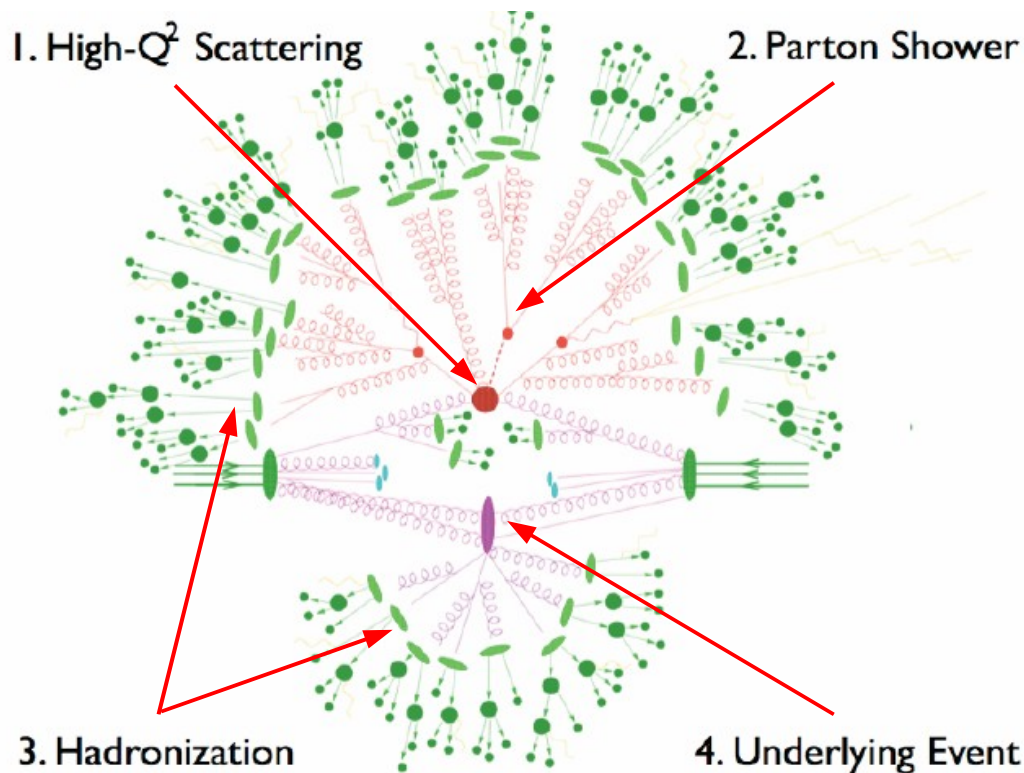 1. High-Q² Scattering
2. Parton Shower
3. Hadronization
4. Underlying Event